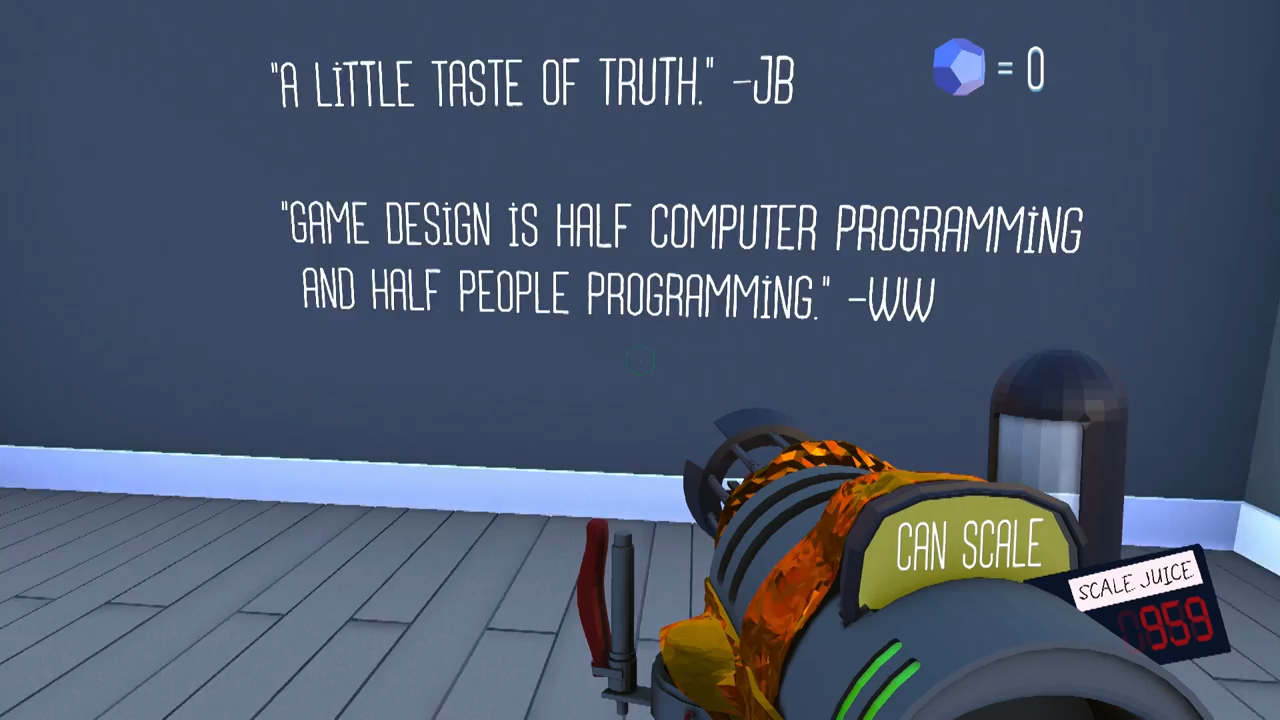 "A LITTLE TASTE OF TRUTH." -JB
= 0
"GAME DESIGN IS HALF COMPUTER PROGRAMMING
AND HALF PEOPLE PROGRAMMING." -WW
CAN SCALE
SCALE JUICE
959